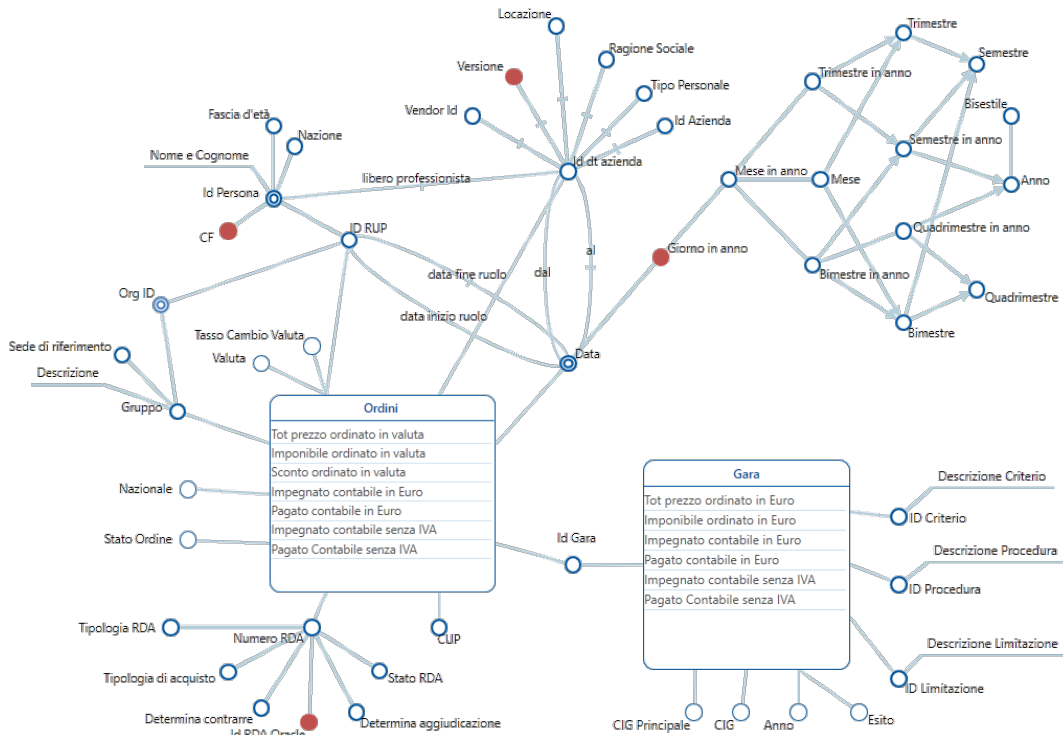 Locazione
Trimestre
Ragione Sociale
Semestre
Versione
Trimestre in anno
Tipo Personale
Bisestile
Fascia d'età
Vendor Id
Id Azienda
Nazione
Semestre in anno
Nome e Cognome
Id dt azienda
Mese in anno
Mese
Anno
libero professionista
Id Persona
CF
ID RUP
Quadrimestre in anno
Giorno in anno
al
data fine ruolo
dal
Bimestre in anno
Org ID
Quadrimestre
data inizio ruolo
Bimestre
Tasso Cambio Valuta
Sede di riferimento
Valuta
Data
Descrizione
Gruppo
Ordini
Tot prezzo ordinato in valuta
Imponibile ordinato in valuta
Sconto ordinato in valuta
Impegnato contabile in Euro
Pagato contabile in Euro
Impegnato contabile senza IVA
Pagato Contabile senza IVA
Nazionale
Stato Ordine
Id Gara
Gara
Tot prezzo ordinato in Euro
Imponibile ordinato in Euro
Impegnato contabile in Euro
Pagato contabile in Euro
Impegnato contabile senza IVA
Pagato Contabile senza IVA
Descrizione Criterio
ID Criterio
Descrizione Procedura
ID Procedura
Descrizione Limitazione
ID Limitazione
Tipologia RDA
Numero RDA
CUP
Tipologia di acquisto
Stato RDA
Determina contrarre
Id RDA Oracle
Determina aggiudicazione
CIG Principale
CIG
Anno
Esito